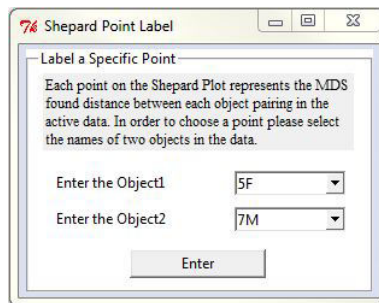 Shepard Point Label
Label a Specific Point
Each point on the Shepard Plot represents the MDS
found distance between each object pairing in the
active data. In order to choose a point please select
the names of two objects in the data.
Enter the Object1 5F
Enter the Object2 7M
Enter